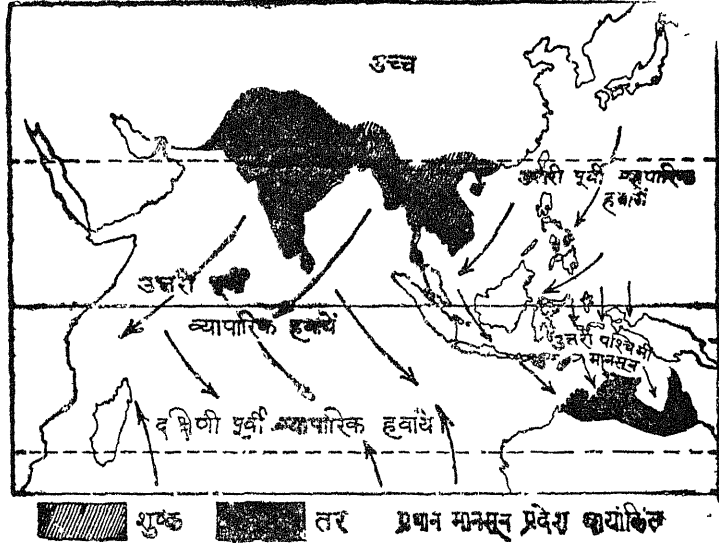 उच्च
उत्तरी पूर्वी व्यापारिक
हवायें
उत्तरी पूर्वी
व्यापारिक हवायें
उत्तरी पश्चिमी
मानसून
दक्षिणी पूर्वी व्यापारिक हवायें
शुष्क तर प्रधान मानसून प्रदेश छायांकित